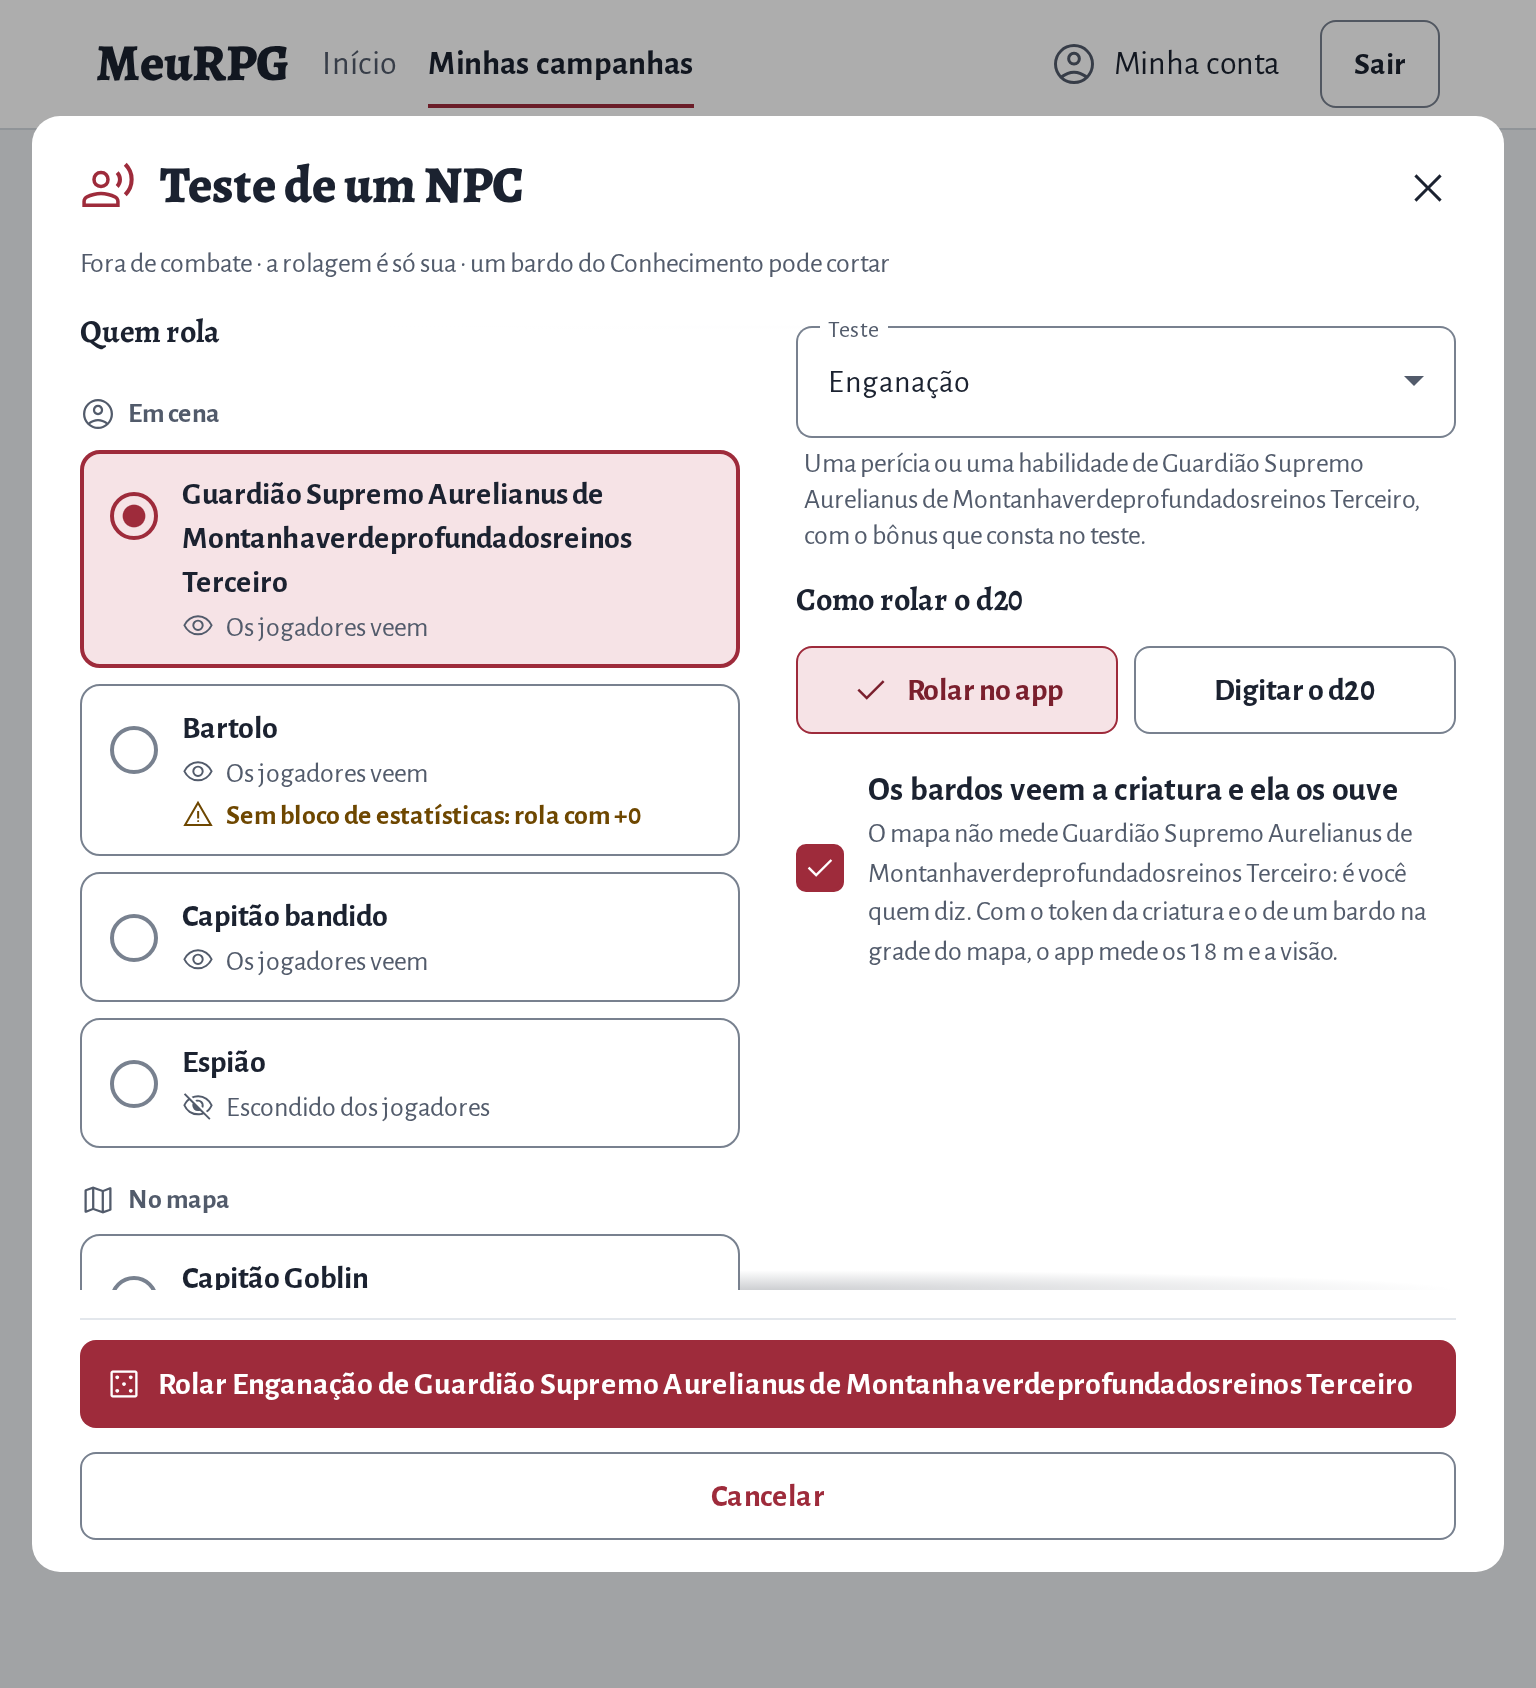 MeuRPG
Início
Minhas campanhas
Minha conta
Sair
Teste de um NPC
Fora de combate · a rolagem é só sua · um bardo do Conhecimento pode cortar
Quem rola
Em cena
Guardião Supremo Aurelianus de
Montanhaverdeprofundadosreinos
Terceiro
Os jogadores veem
Bartolo
Os jogadores veem
Sem bloco de estatísticas: rola com +0
Capitão bandido
Os jogadores veem
Espião
Escondido dos jogadores
No mapa
Capitão Goblin
Teste
Enganação
Uma perícia ou uma habilidade de Guardião Supremo
Aurelianus de Montanhaverdeprofundadosreinos Terceiro,
com o bônus que consta no teste.
Como rolar o d20
Rolar no app
Digitar o d20
Os bardos veem a criatura e ela os ouve
O mapa não mede Guardião Supremo Aurelianus de
Montanhaverdeprofundadosreinos Terceiro: é você
quem diz. Com o token da criatura e o de um bardo na
grade do mapa, o app mede os 18 m e a visão.
Rolar Enganação de Guardião Supremo Aurelianus de Montanhaverdeprofundadosreinos Terceiro
Cancelar